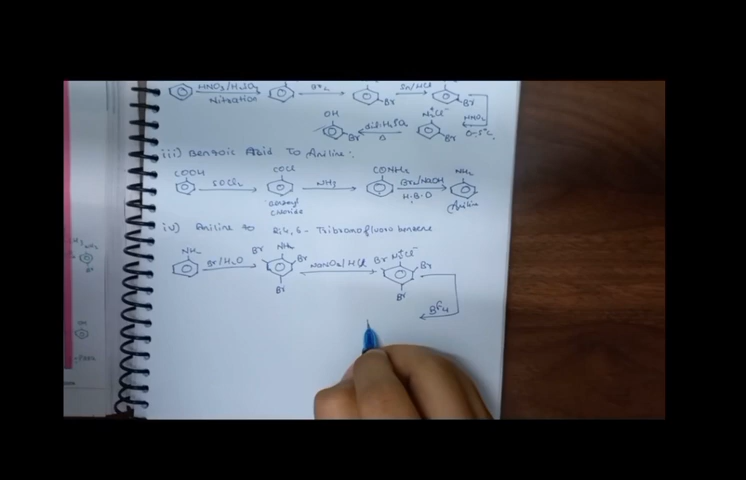 HNO3/H2SO4 Br2 Sn/HCl
Nitration Br Br HNO2
OH N2+Cl- 0-5°C
Br dil.H2SO4 Br
Δ
iii) Benzoic Acid To Aniline:
COOH COCl CONH2 NH2
SOCl2 NH3 Br2/NaOH
H.B.D
Benzoyl Aniline
chloride
iv) Aniline to 2,4,6- Tribromofluorobenzene
NH2 Br NH2 Br N2+Cl-
Br/H2O Br NaNO2/HCl Br
Br Br
BF4